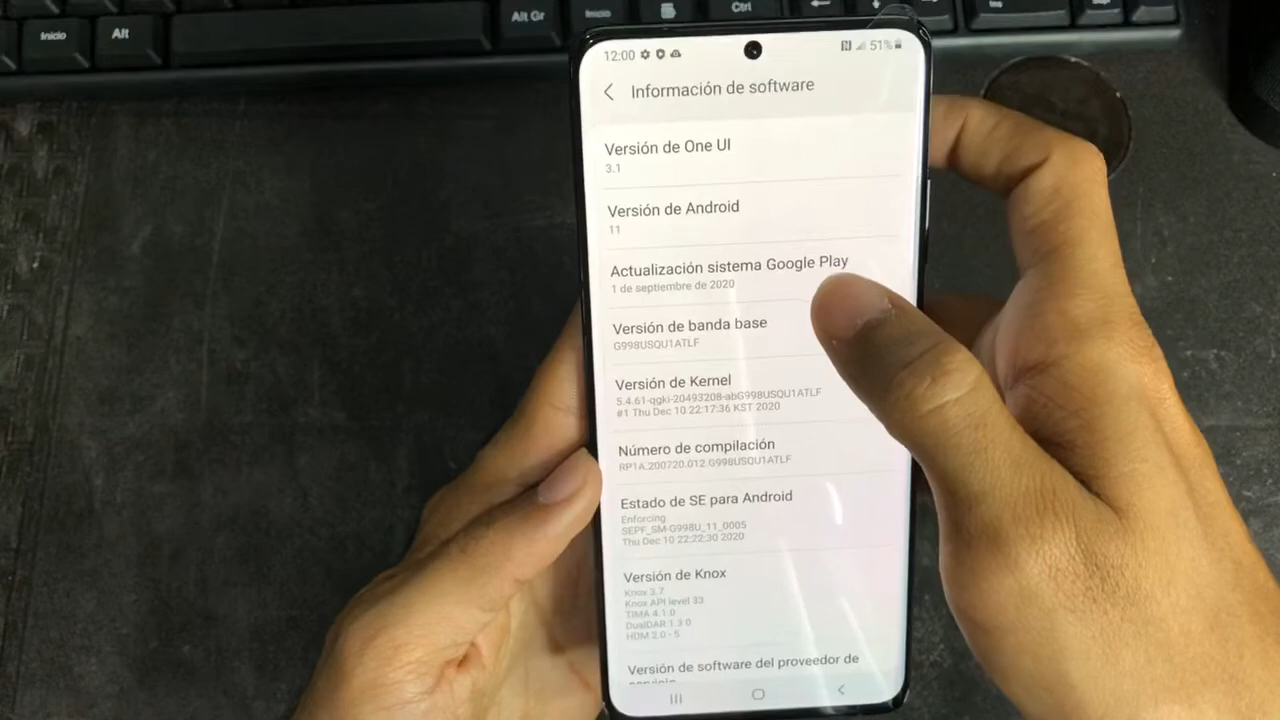 Inicio
Alt
Alt Gr
Inicio
Ctrl
12:00
51%
Información de software
Versión de One UI
3.1
Versión de Android
11
Actualización sistema Google Play
1 de septiembre de 2020
Versión de banda base
G998USQU1ATLF
Versión de Kernel
5.4.61-qgki-20493208-abG998USQU1ATLF
#1 Thu Dec 10 22:17:36 KST 2020
Número de compilación
RP1A.200720.012.G998USQU1ATLF
Estado de SE para Android
Enforcing
SEPF_SM-G998U_11_0005
Thu Dec 10 22:22:30 2020
Versión de Knox
Knox 3.7
Knox API level 33
TIMA 4.1.0
DualDAR 1.3.0
HDM 2.0 - 5
Versión de software del proveedor de
servicio